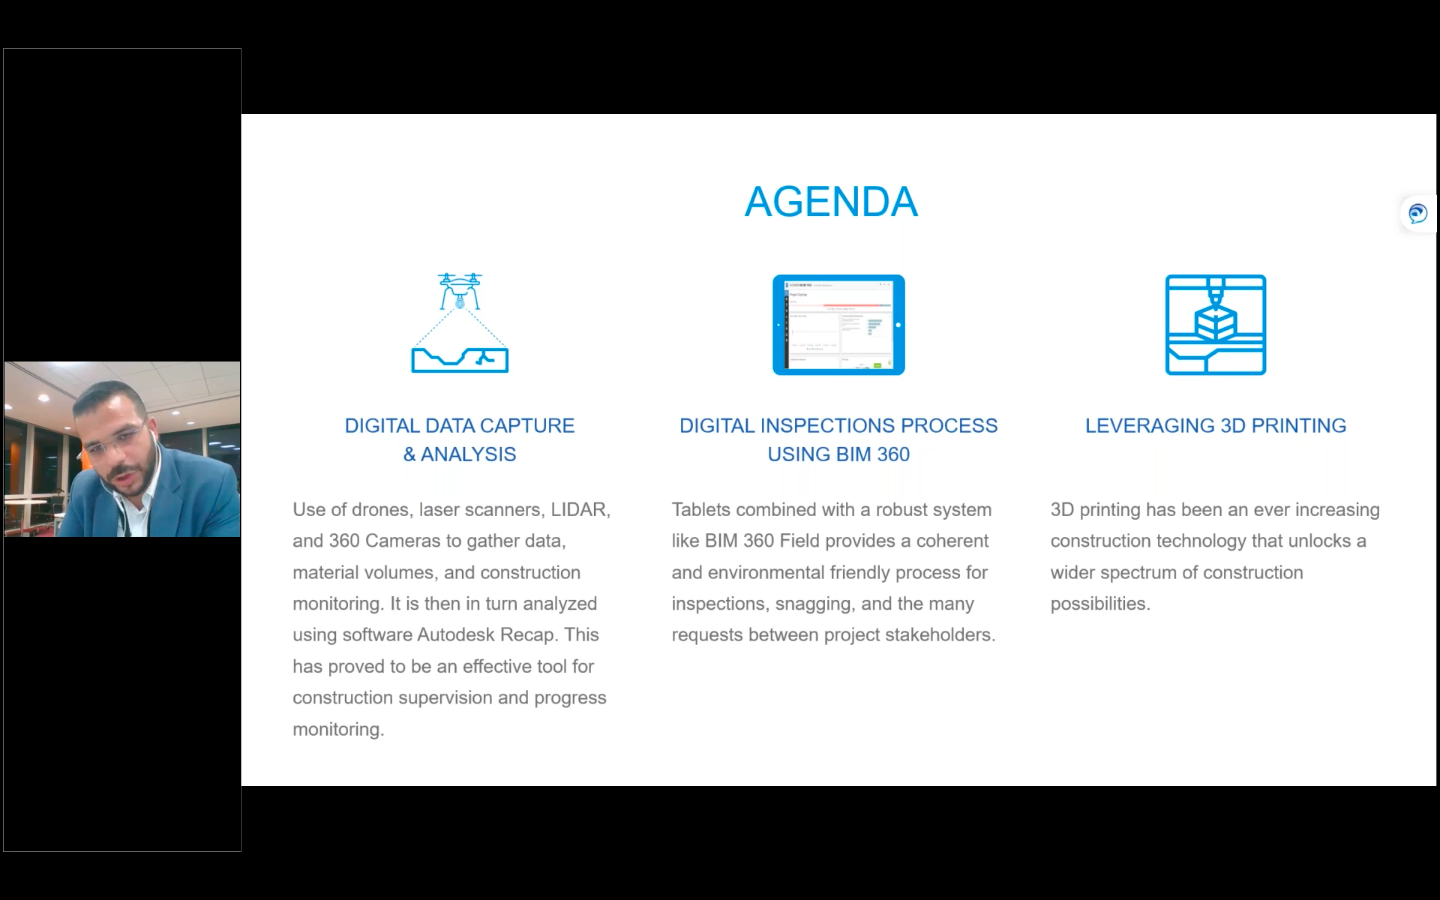 AGENDA
DIGITAL DATA CAPTURE
& ANALYSIS
Use of drones, laser scanners, LIDAR,
and 360 Cameras to gather data,
material volumes, and construction
monitoring. It is then in turn analyzed
using software Autodesk Recap. This
has proved to be an effective tool for
construction supervision and progress
monitoring.
DIGITAL INSPECTIONS PROCESS
USING BIM 360
Tablets combined with a robust system
like BIM 360 Field provides a coherent
and environmental friendly process for
inspections, snagging, and the many
requests between project stakeholders.
LEVERAGING 3D PRINTING
3D printing has been an ever increasing
construction technology that unlocks a
wider spectrum of construction
possibilities.